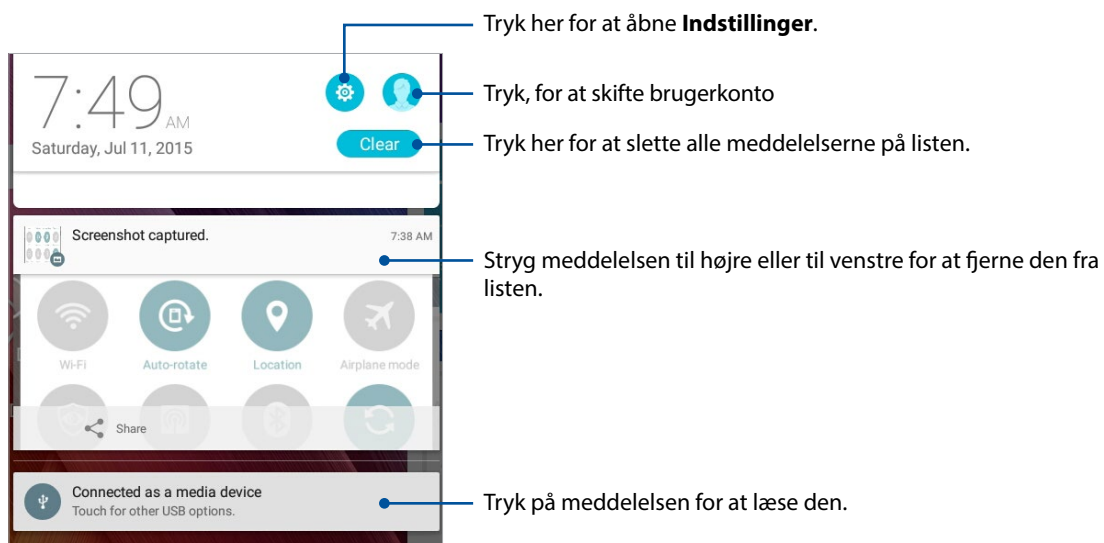 Tryk her for at åbne Indstillinger.
7:49 AM
Saturday, Jul 11, 2015
Tryk, for at skifte brugerkonto
Clear
Tryk her for at slette alle meddelelserne på listen.
Screenshot captured.
7:38 AM
Stryg meddelelsen til højre eller til venstre for at fjerne den fra
listen.
Wi-Fi
Auto-rotate
Location
Airplane mode
Share
Connected as a media device
Touch for other USB options.
Tryk på meddelelsen for at læse den.